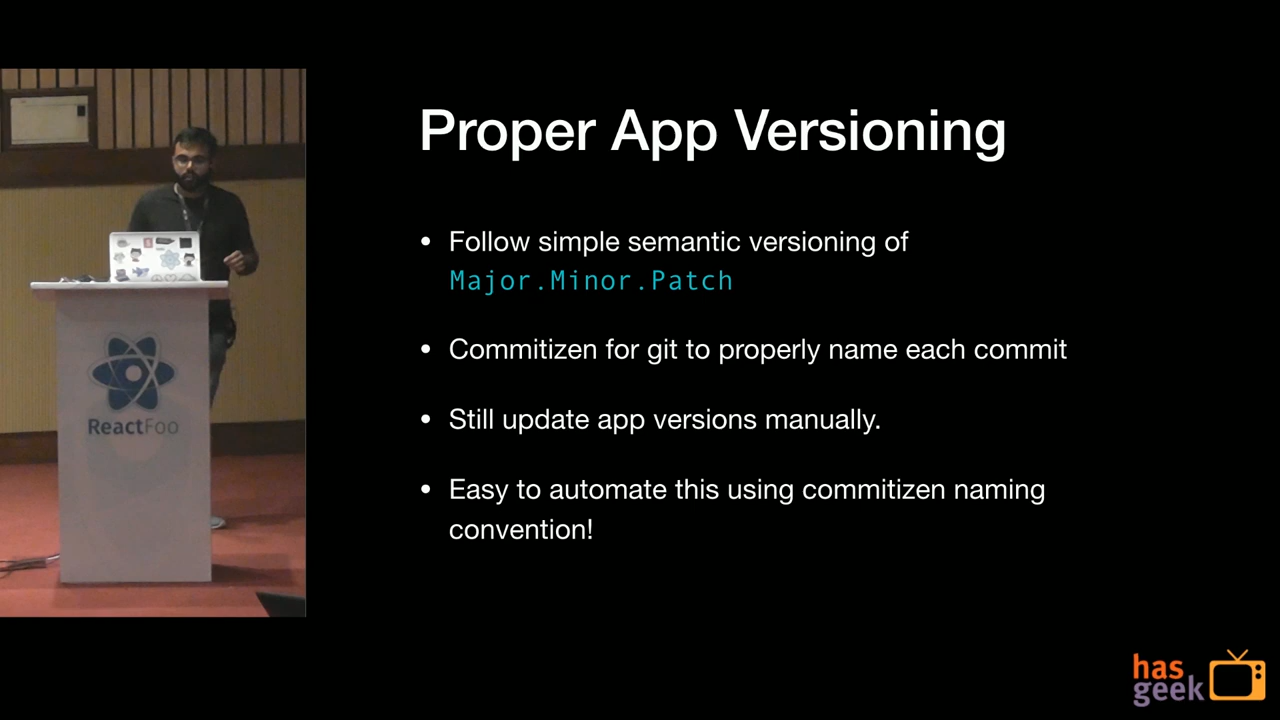 Proper App Versioning
• Follow simple semantic versioning of
Major.Minor.Patch
• Commitizen for git to properly name each commit
• Still update app versions manually.
• Easy to automate this using commitizen naming
convention!
ReactFoo
has
geek